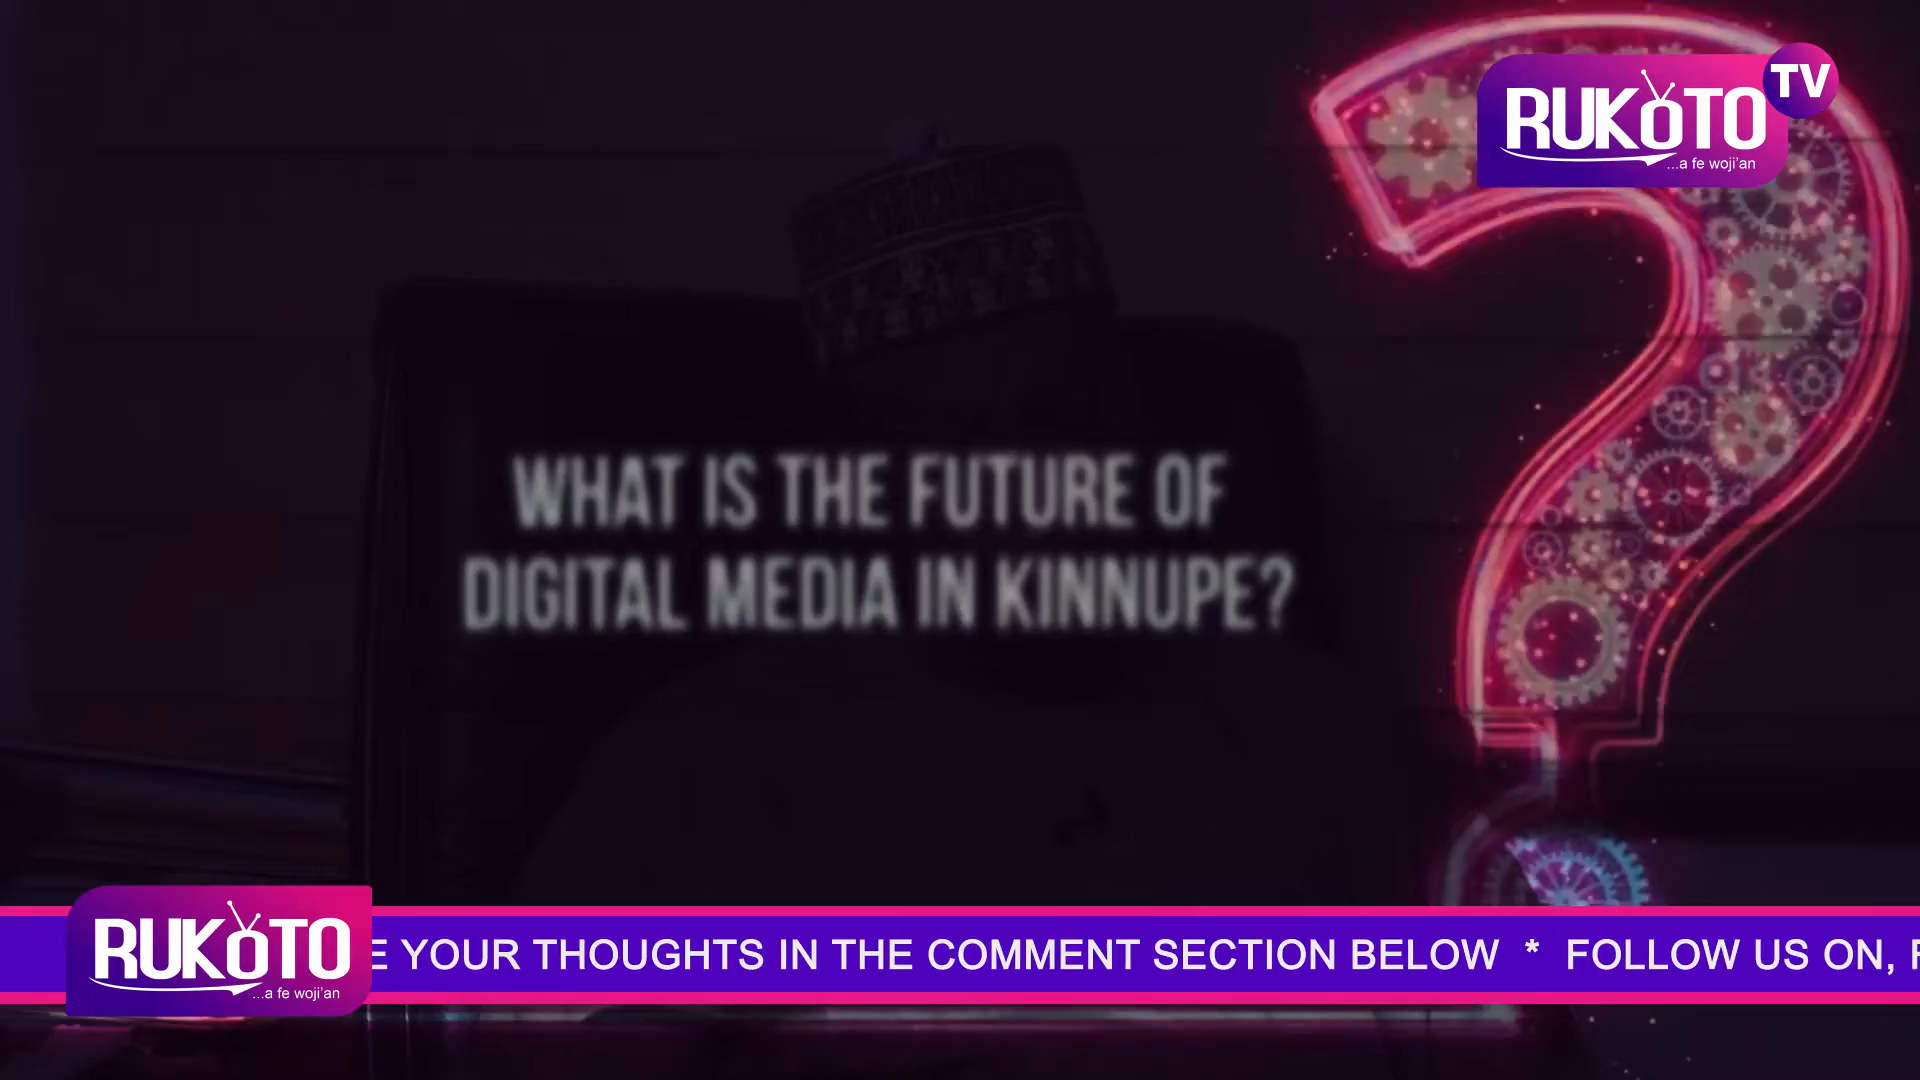 TV
RUKOTO
...a fe woji'an
WHAT IS THE FUTURE OF
DIGITAL MEDIA IN KINNUPE?
RUKOTO
...a fe woji'an
E YOUR THOUGHTS IN THE COMMENT SECTION BELOW * FOLLOW US ON, F